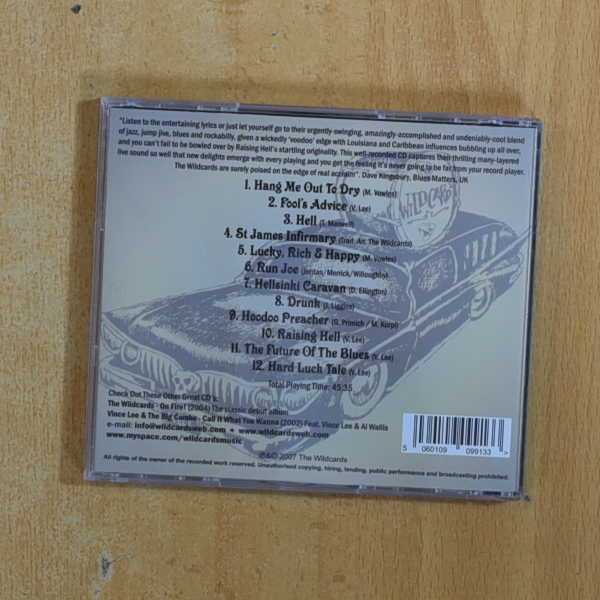 "Listen to the entertaining lyrics or just let yourself go to their urgently-swinging, amazingly-accomplished and undeniably-cool blend
of jazz, jump jive, blues and rockabilly, given a wickedly 'voodoo' edge with Louisiana and Caribbean influences bubbling up all over,
and you can't fail to be bowled over by Raising Hell's startling originality. This well-recorded CD captures their thrilling many-layered
live sound so well that new delights emerge with every playing and you get the feeling it's never going to be far from your record player.
The Wildcards are surely poised on the edge of real acclaim". Dave Kingsbury, Blues Matters, UK
WILDCARDS
1. Hang Me Out To Dry (M. Vowles)
2. Fool's Advice (V. Lee)
3. Hell (T. Maxwell)
4. St James Infirmary (Trad. Arr. The Wildcards)
5. Lucky, Rich & Happy (M. Vowles)
6. Run Joe (Jordan/Merrick/Willoughby)
7. Hellsinki Caravan (D. Ellington)
8. Drunk (J. Liggins)
9. Hoodoo Preacher (G. Primich / M. Korpi)
10. Raising Hell (V. Lee)
11. The Future Of The Blues (V. Lee)
12. Hard Luck Tale (V. Lee)
Total Playing Time: 45:35
Check Out These Other Great CD's:
The Wildcards - On Fire! (2004) The classic debut album
Vince Lee & The Big Combo - Call It What You Wanna (2003) Feat. Vince Lee & Al Wallis
e-mail: info@wildcardsweb.com ★ www.wildcardsweb.com
www.myspace.com/wildcardsmusic
5 060109 099133 >
℗&© 2007 The Wildcards
All rights of the owner of the recorded work reserved. Unauthorised copying, hiring, lending, public performance and broadcasting prohibited.